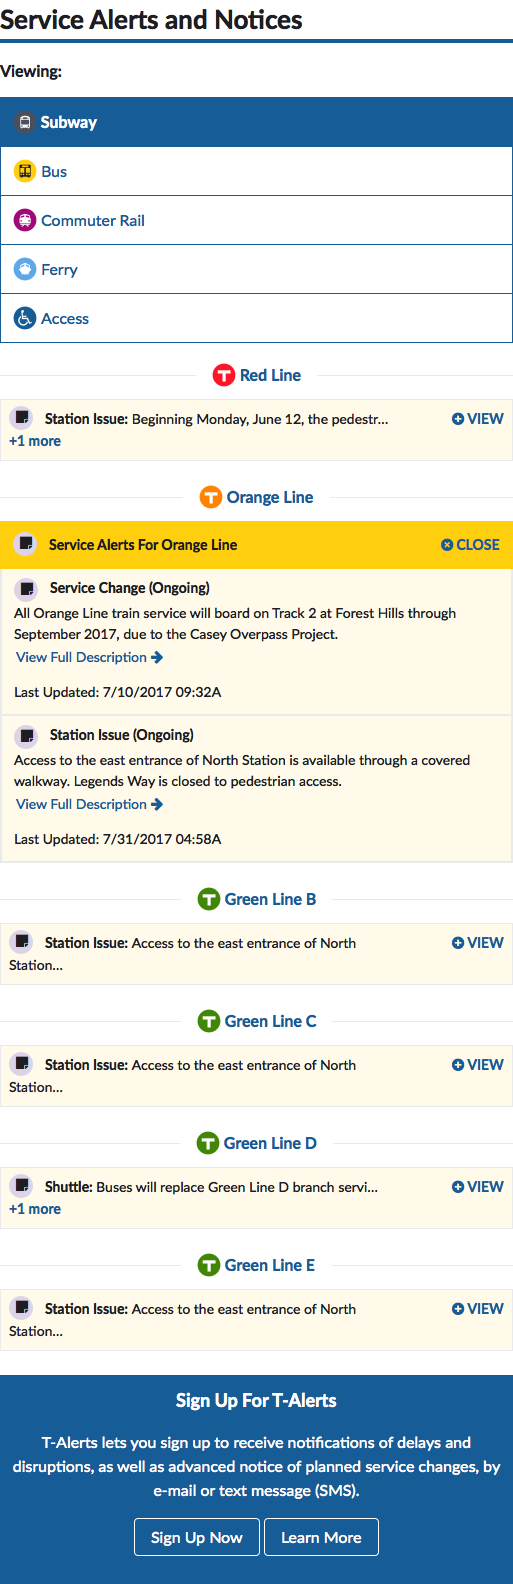 Service Alerts and Notices
Viewing:
Subway
Bus
Commuter Rail
Ferry
Access
T Red Line
Station Issue: Beginning Monday, June 12, the pedestr... VIEW
+1 more
T Orange Line
Service Alerts For Orange Line CLOSE
Service Change (Ongoing)
All Orange Line train service will board on Track 2 at Forest Hills through
September 2017, due to the Casey Overpass Project.
View Full Description
Last Updated: 7/10/2017 09:32A
Station Issue (Ongoing)
Access to the east entrance of North Station is available through a covered
walkway. Legends Way is closed to pedestrian access.
View Full Description
Last Updated: 7/31/2017 04:58A
T Green Line B
Station Issue: Access to the east entrance of North VIEW
Station...
T Green Line C
Station Issue: Access to the east entrance of North VIEW
Station...
T Green Line D
Shuttle: Buses will replace Green Line D branch servi... VIEW
+1 more
T Green Line E
Station Issue: Access to the east entrance of North VIEW
Station...
Sign Up For T-Alerts
T-Alerts lets you sign up to receive notifications of delays and
disruptions, as well as advanced notice of planned service changes, by
e-mail or text message (SMS).
Sign Up Now Learn More